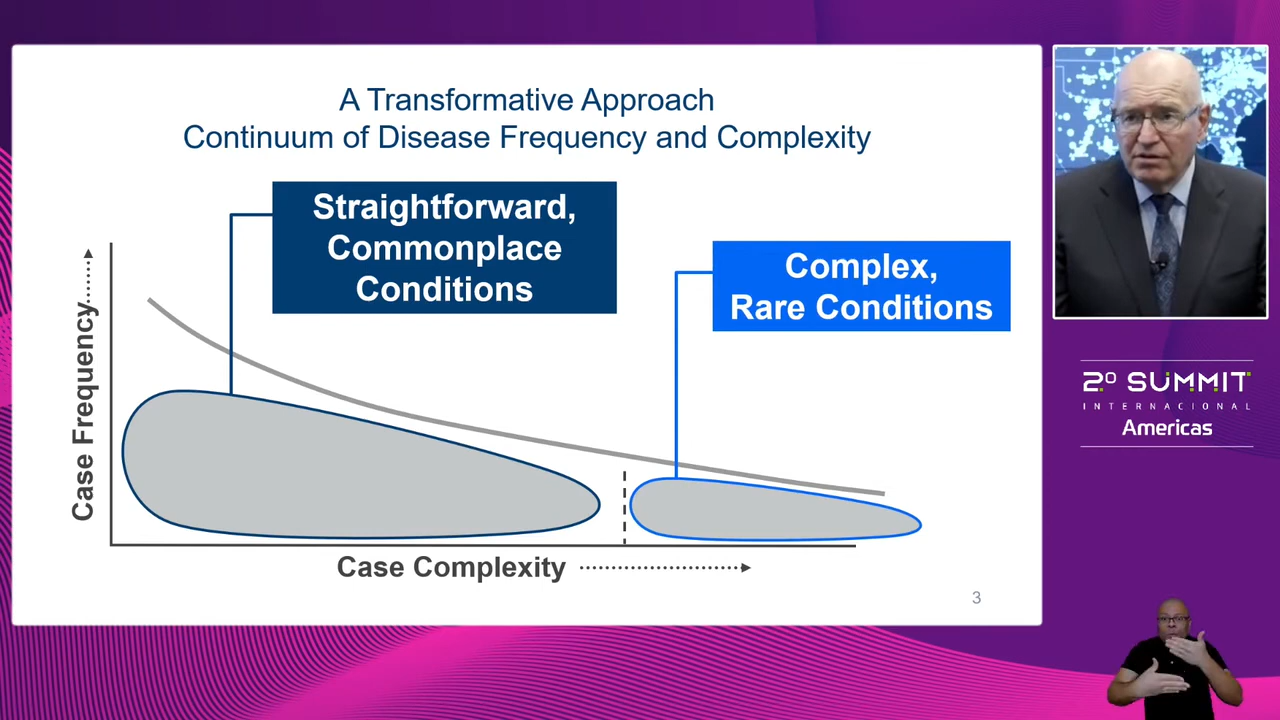 A Transformative Approach
Continuum of Disease Frequency and Complexity
Straightforward,
Commonplace
Conditions
Complex,
Rare Conditions
Case Frequency
Case Complexity
3
2º SUMMIT
INTERNACIONAL
Americas